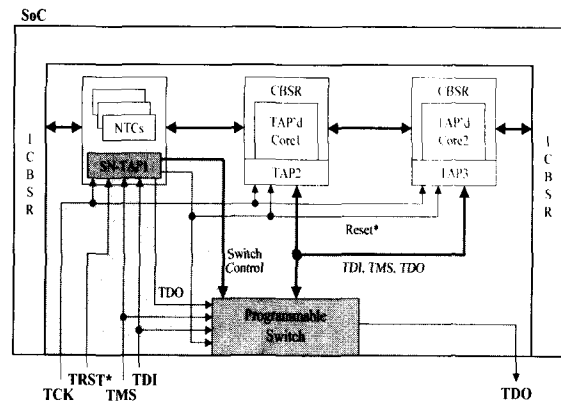 SoC
CBSR
CBSR
NTCs
TAP'd
Core1
TAP'd
Core2
I
C
B
S
R
I
C
B
S
R
SN-TAP1
TAP2
TAP3
Reset*
Switch
Control
TDI, TMS, TDO
TDO
Programmable
Switch
TRST*
TDI
TCK
TMS
TDO